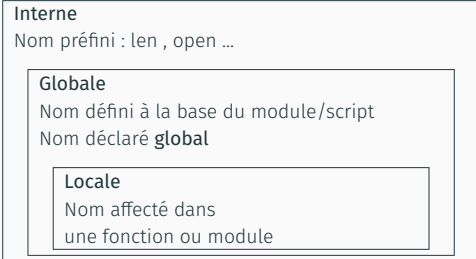 Interne
Nom préfini : len , open ...
Globale
Nom défini à la base du module/script
Nom déclaré global
Locale
Nom affecté dans
une fonction ou module